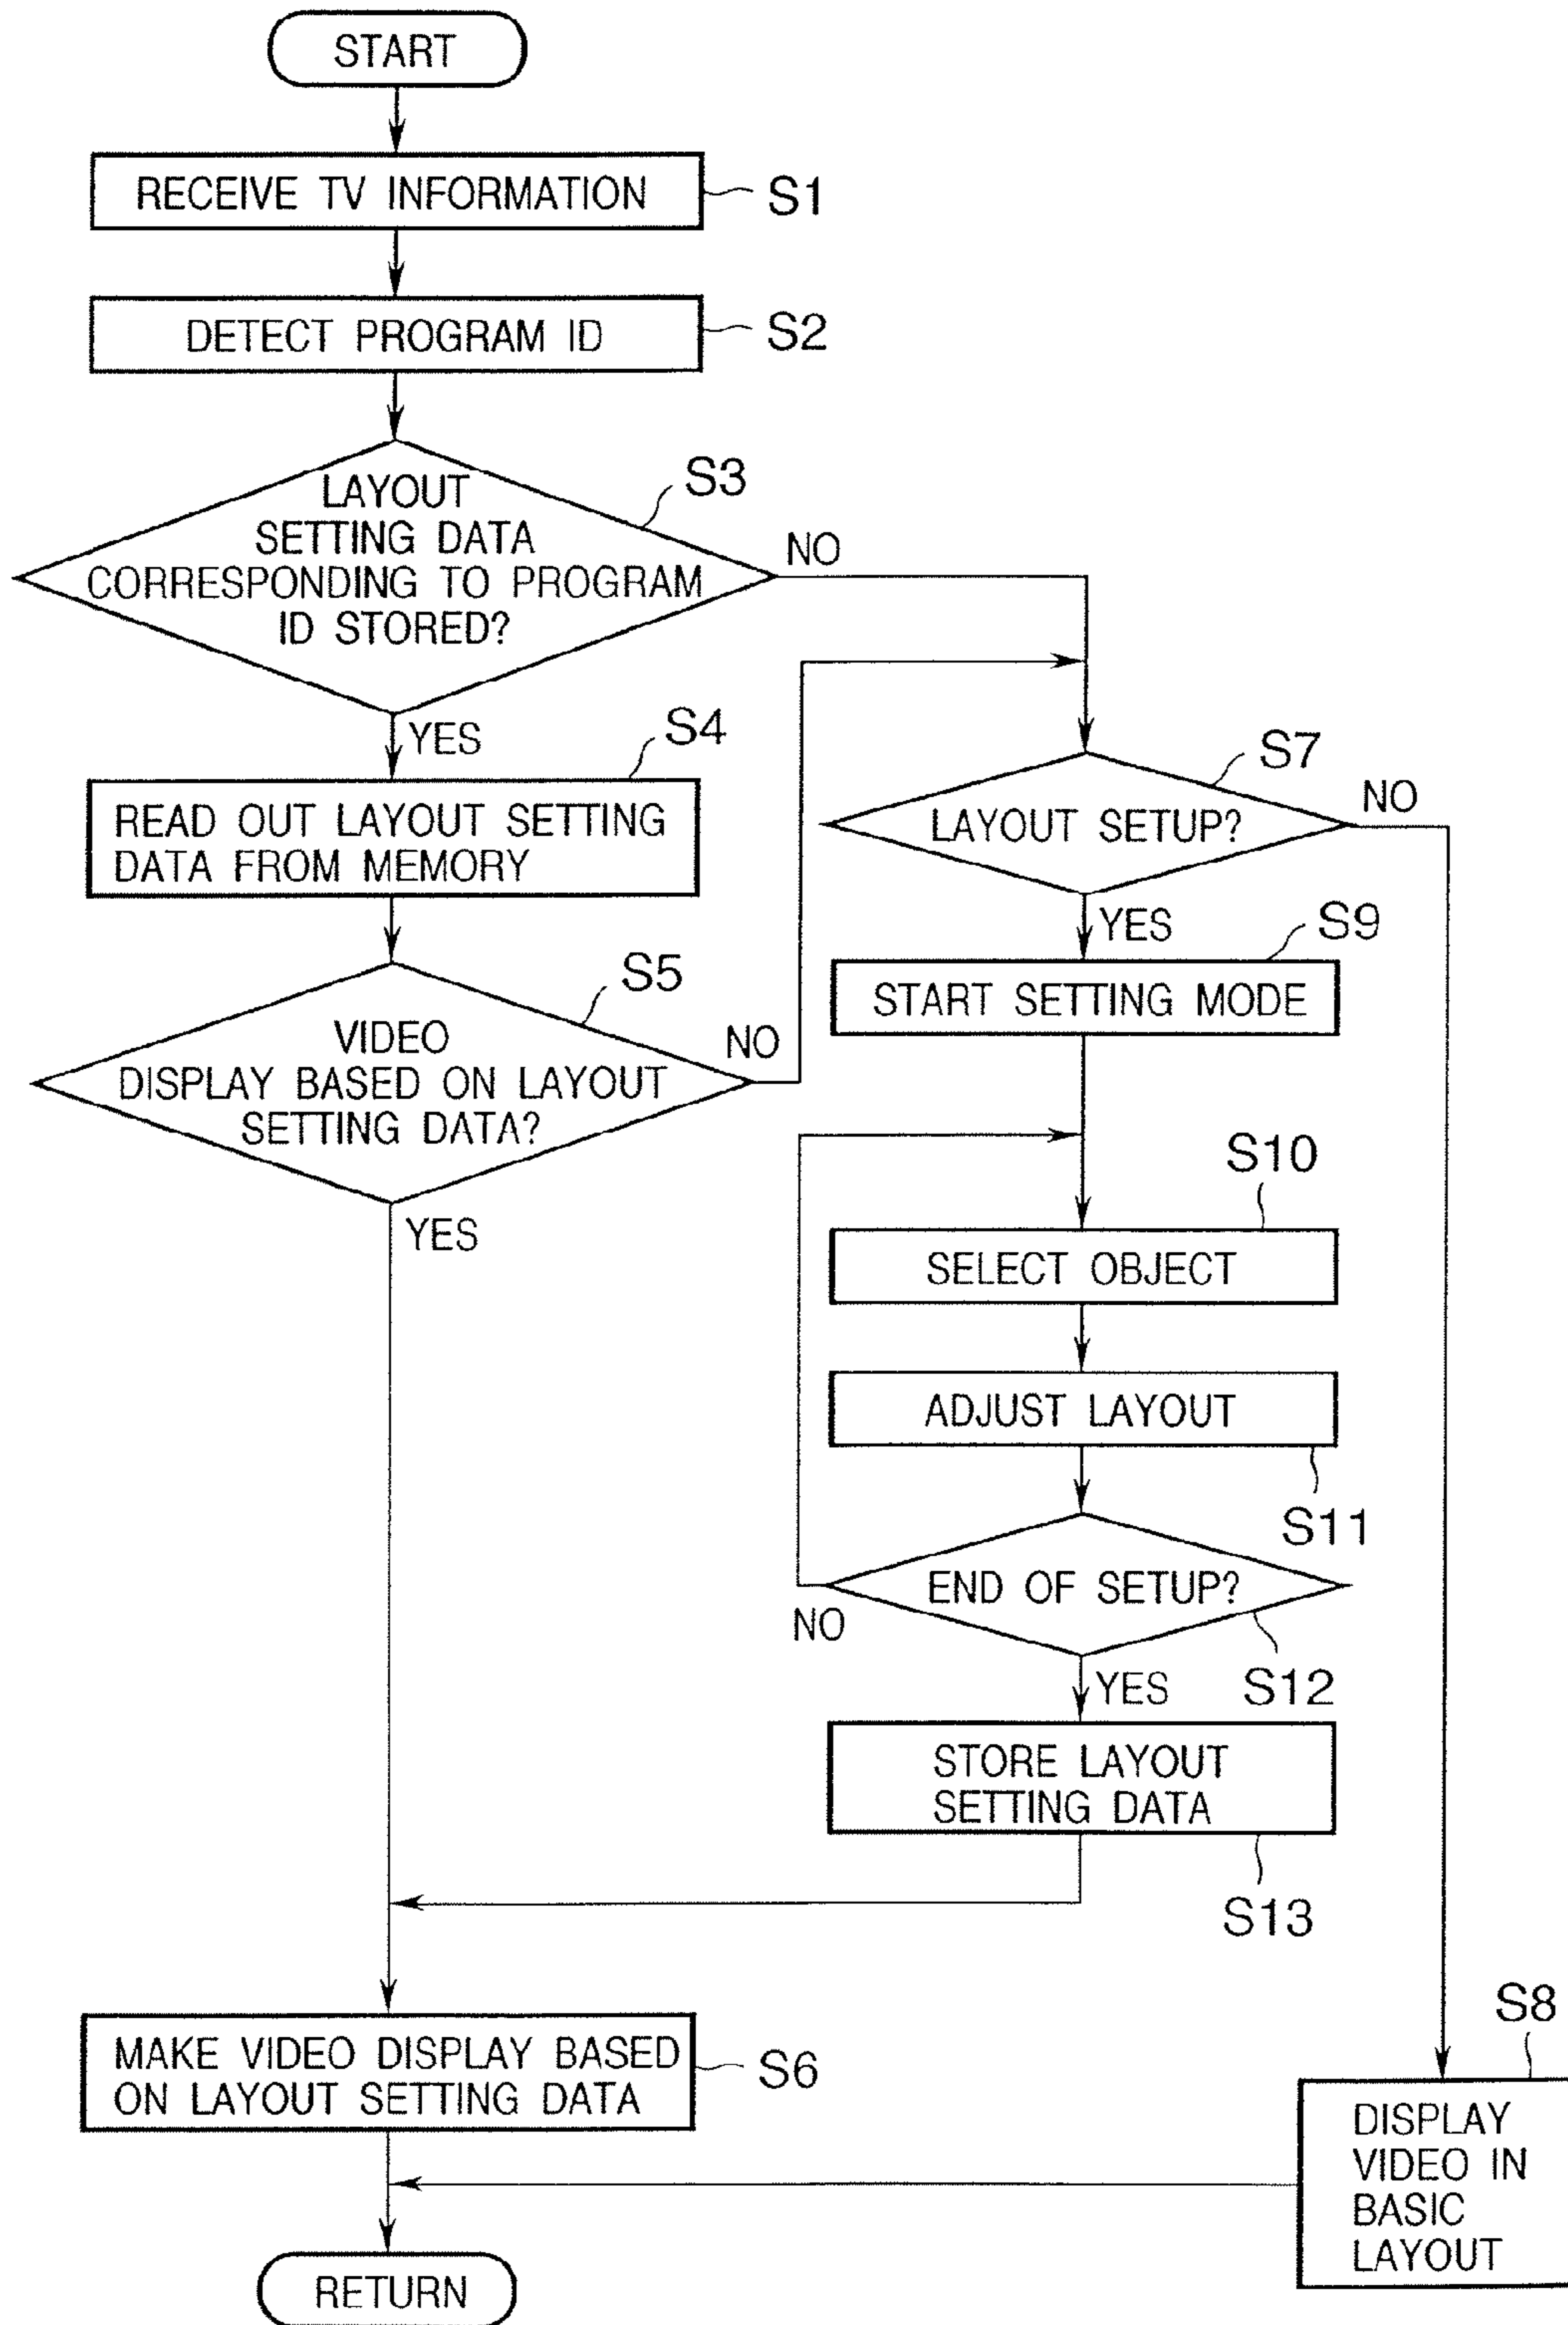 START
RECEIVE TV INFORMATION
S1
DETECT PROGRAM ID
S2
LAYOUT
SETTING DATA
CORRESPONDING TO PROGRAM
ID STORED?
S3
NO
YES
S4
READ OUT LAYOUT SETTING
DATA FROM MEMORY
S5
VIDEO
DISPLAY BASED ON LAYOUT
SETTING DATA?
NO
YES
S7
LAYOUT SETUP?
NO
YES
S9
START SETTING MODE
S10
SELECT OBJECT
ADJUST LAYOUT
S11
END OF SETUP?
NO
S12
YES
STORE LAYOUT
SETTING DATA
S13
MAKE VIDEO DISPLAY BASED
ON LAYOUT SETTING DATA
S6
S8
DISPLAY
VIDEO IN
BASIC
LAYOUT
RETURN